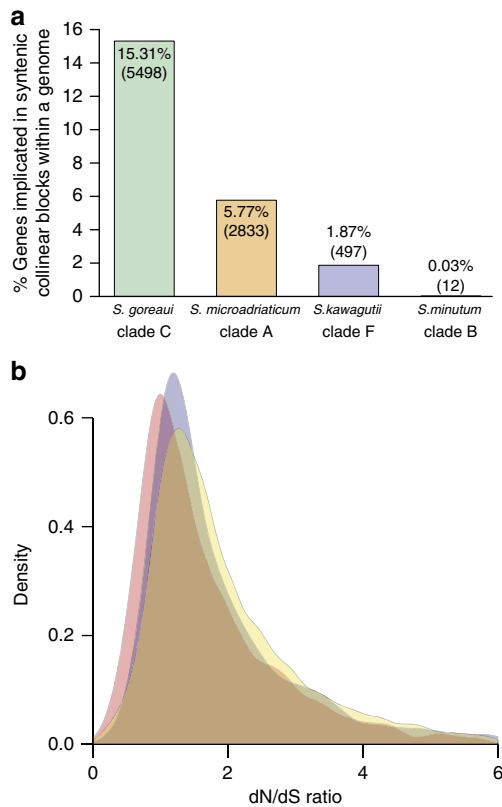 a
% Genes implicated in syntenic
collinear blocks within a genome
16
14
12
10
8
6
4
2
0
15.31%
(5498)
5.77%
(2833)
1.87%
(497)
0.03%
(12)
S. goreaui
S. microadriaticum
S.kawagutii
S.minutum
clade C
clade A
clade F
clade B
b
Density
0.6
0.4
0.2
0.0
0
2
4
6
dN/dS ratio